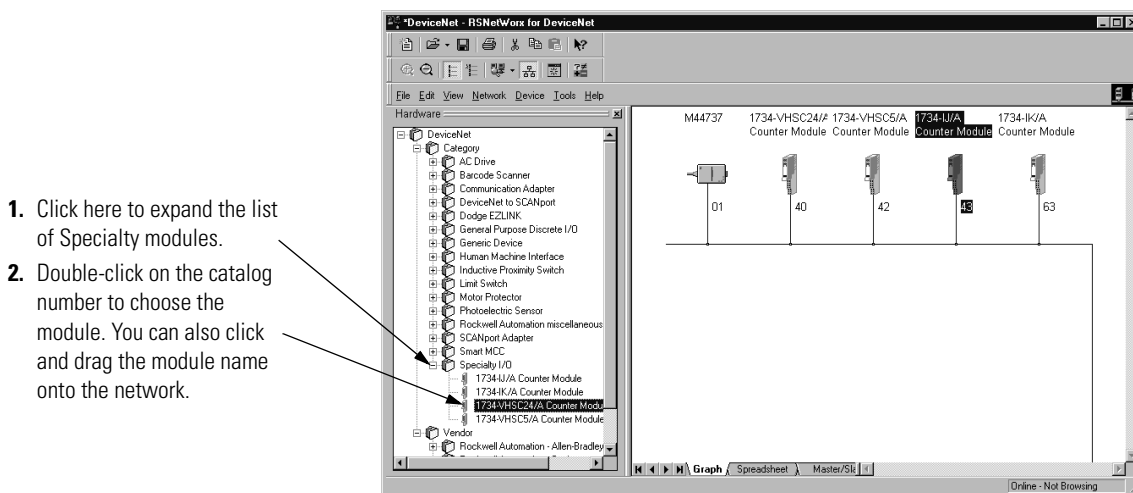 *DeviceNet - RSNetWorx for DeviceNet
File Edit View Network Device Tools Help
Hardware
DeviceNet
Category
AC Drive
Barcode Scanner
Communication Adapter
DeviceNet to SCANport
Dodge EZLINK
General Purpose Discrete I/O
Generic Device
Human Machine Interface
Inductive Proximity Switch
Limit Switch
Motor Protector
Photoelectric Sensor
Rockwell Automation miscellaneous
SCANport Adapter
Smart MCC
Specialty I/O
1734-IJ/A Counter Module
1734-IK/A Counter Module
1734-VHSC24/A Counter Modu
1734-VHSC5/A Counter Module
Vendor
Rockwell Automation - Allen-Bradley
M44737
1734-VHSC24/A
Counter Module
1734-VHSC5/A
Counter Module
1734-IJ/A
Counter Module
1734-IK/A
Counter Module
01
40
42
43
63
Graph
Spreadsheet
Master/Sla
Online - Not Browsing
1. Click here to expand the list
of Specialty modules.
2. Double-click on the catalog
number to choose the
module. You can also click
and drag the module name
onto the network.